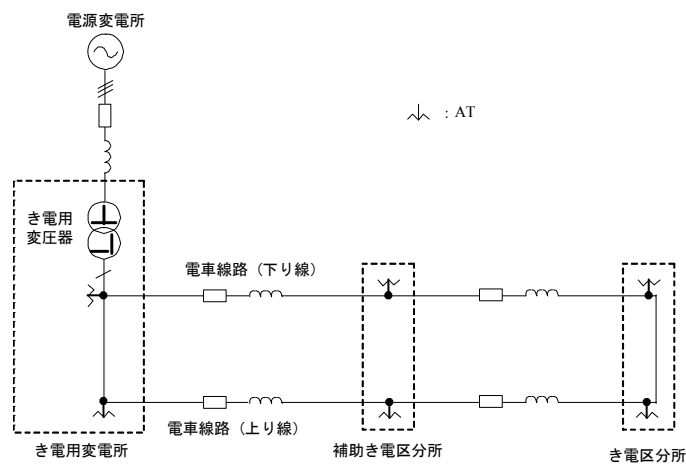 電源変電所
: AT
き電用
変圧器
電車線路（下り線）
電車線路（上り線）
き電用変電所
補助き電区分所
き電区分所